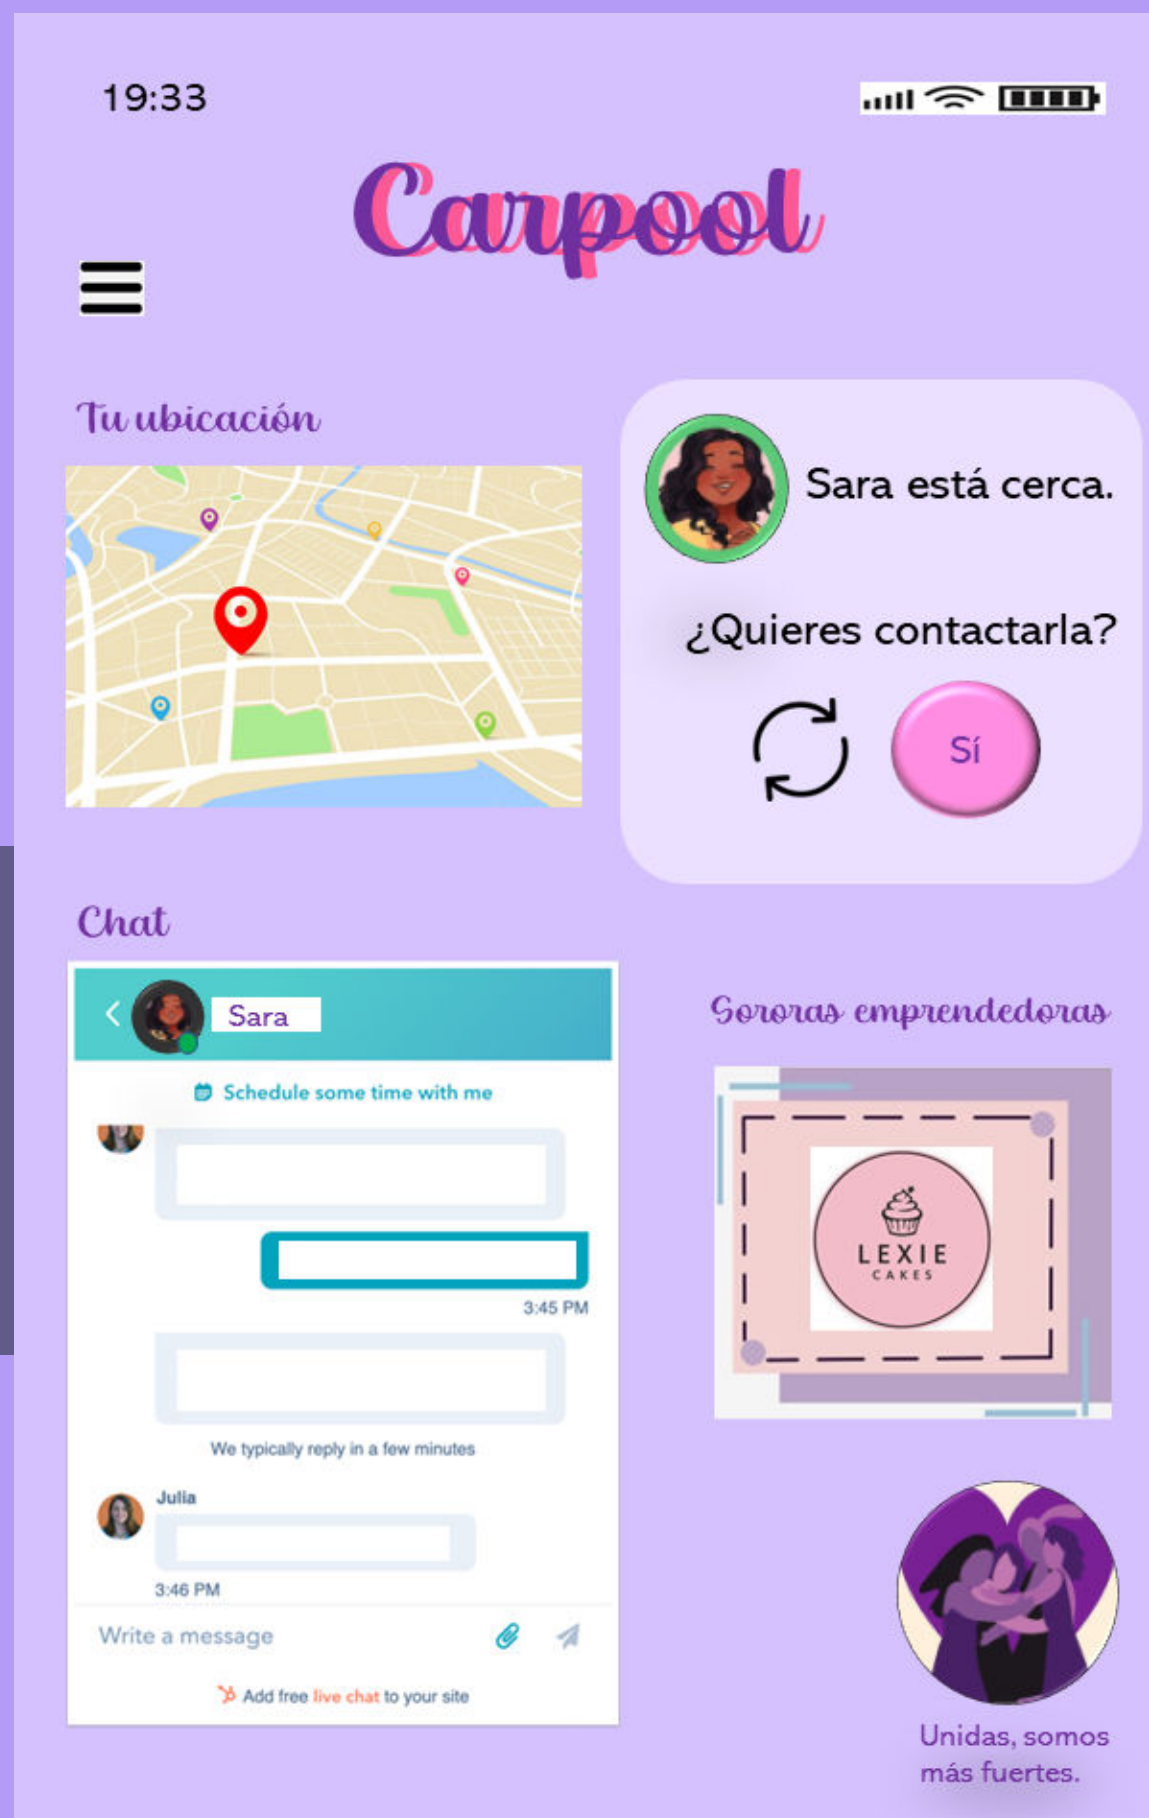 19:33
Carpool
Tu ubicación
Sara está cerca.
¿Quieres contactarla?
Sí
Chat
Sara
Schedule some time with me
3:45 PM
We typically reply in a few minutes
Julia
3:46 PM
Write a message
Add free live chat to your site
Sororas emprendedoras
LEXIE
CAKES
Unidas, somos
más fuertes.